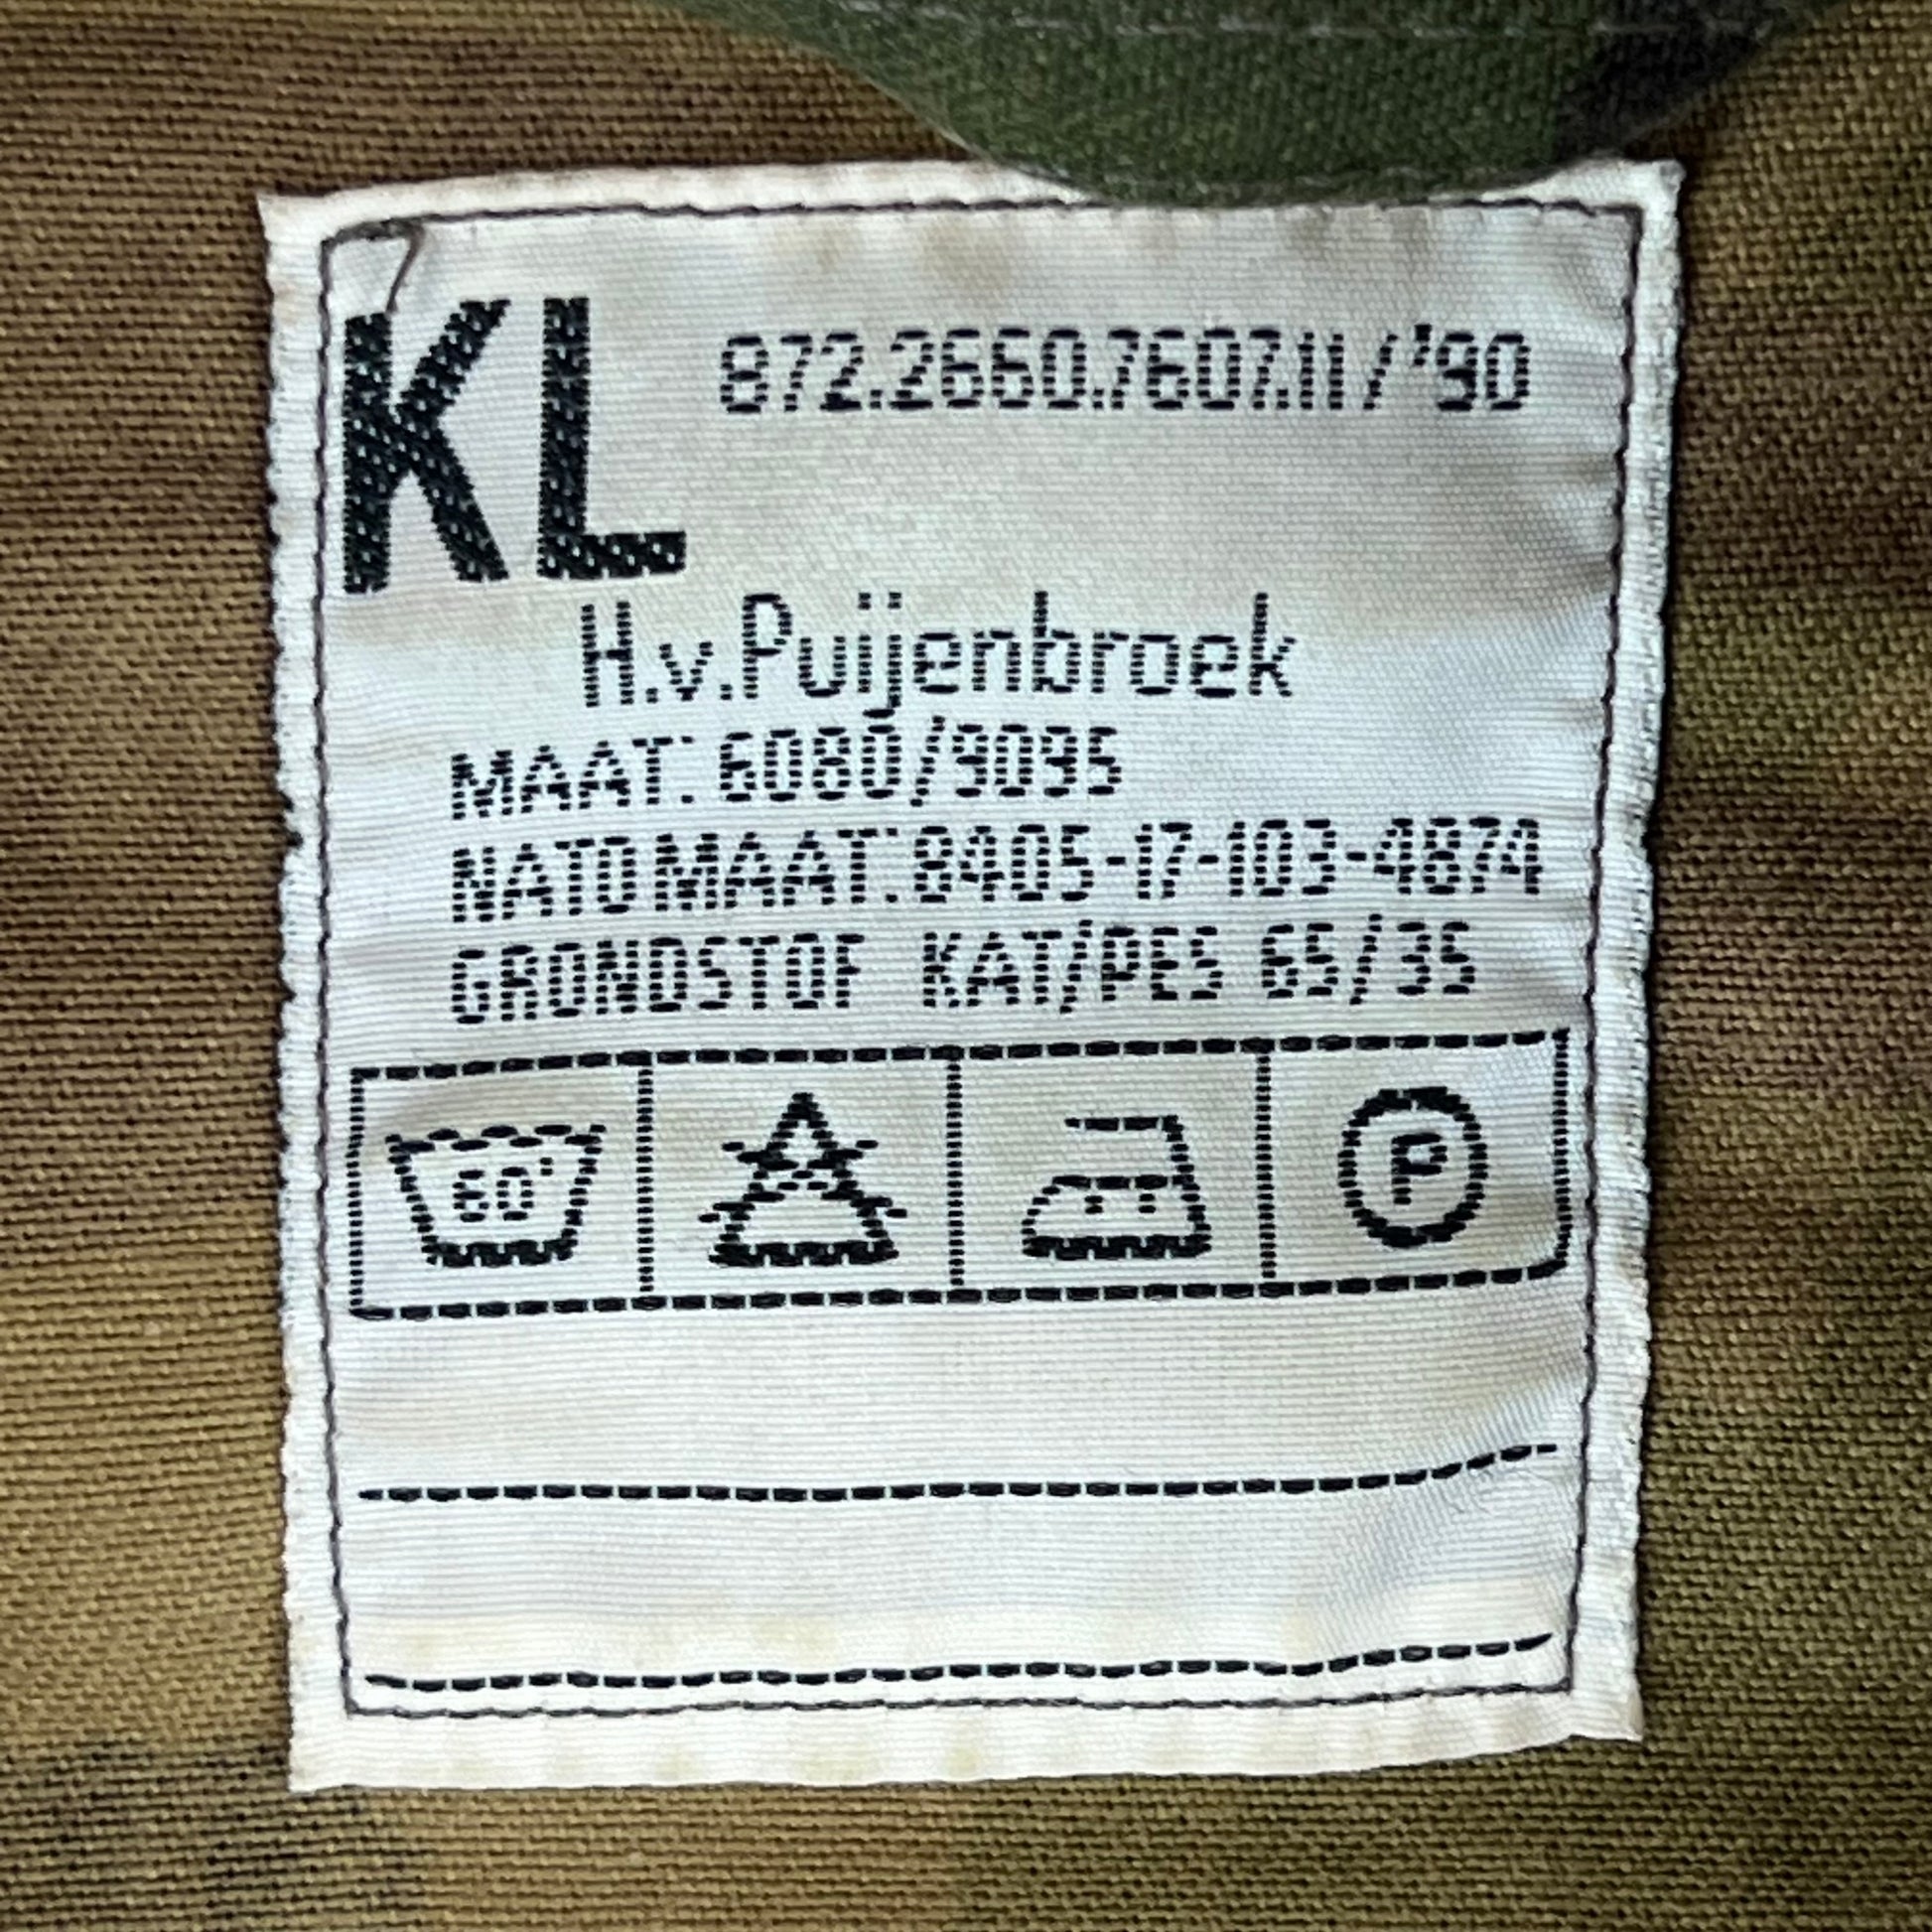 KL 872.2660.7607.11/'90
H.v.Puijenbroek
MAAT: 6080/9095
NATO MAAT: 8405-17-103-4874
GRONDSTOF KAT/PES 65/35
60°
P